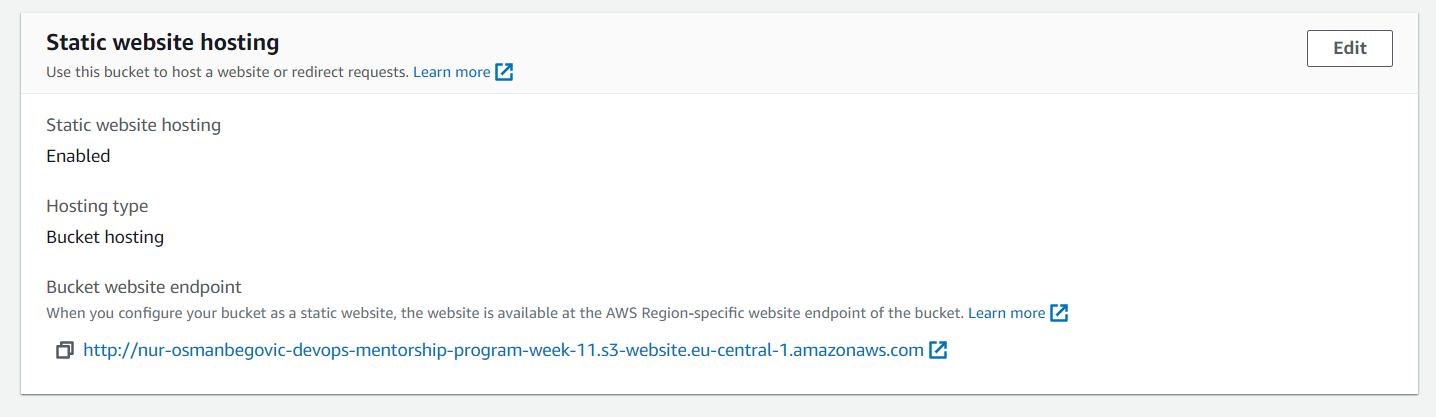 Static website hosting
Edit
Use this bucket to host a website or redirect requests. Learn more
Static website hosting
Enabled
Hosting type
Bucket hosting
Bucket website endpoint
When you configure your bucket as a static website, the website is available at the AWS Region-specific website endpoint of the bucket. Learn more
http://nur-osmanbegovic-devops-mentorship-program-week-11.s3-website.eu-central-1.amazonaws.com